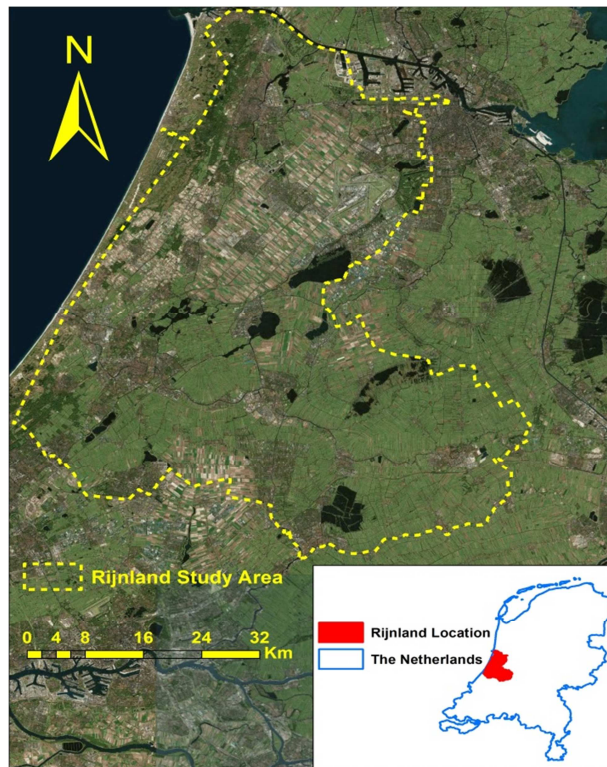 N
Rijnland Study Area
0 4 8 16 24 32
Km
Rijnland Location
The Netherlands